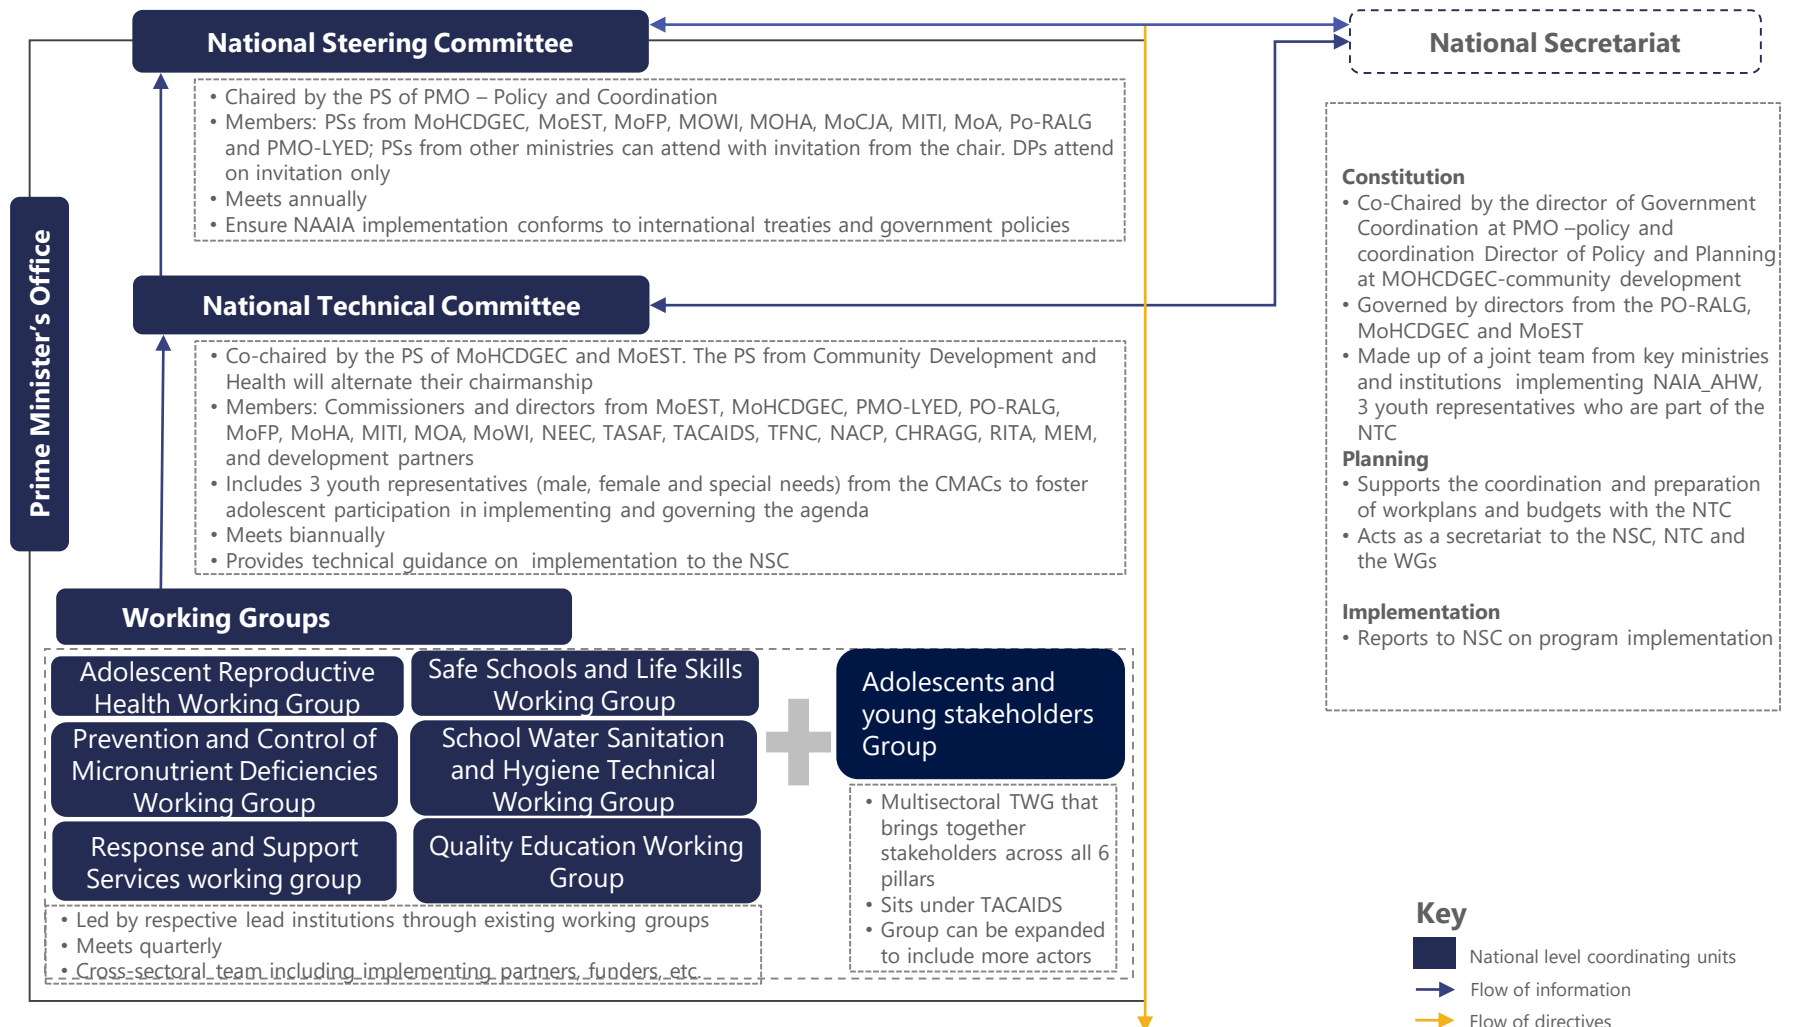 National Steering Committee
National Secretariat
• Chaired by the PS of PMO – Policy and Coordination
• Members: PSs from MoHCDGEC, MoEST, MoFP, MOWI, MOHA, MoCJA, MITI, MoA, Po-RALG
and PMO-LYED; PSs from other ministries can attend with invitation from the chair. DPs attend
on invitation only
• Meets annually
• Ensure NAAIA implementation conforms to international treaties and government policies
Prime Minister’s Office
National Technical Committee
• Co-chaired by the PS of MoHCDGEC and MoEST. The PS from Community Development and
Health will alternate their chairmanship
• Members: Commissioners and directors from MoEST, MoHCDGEC, PMO-LYED, PO-RALG,
MoFP, MoHA, MITI, MOA, MoWI, NEEC, TASAF, TACAIDS, TFNC, NACP, CHRAGG, RITA, MEM,
and development partners
• Includes 3 youth representatives (male, female and special needs) from the CMACs to foster
adolescent participation in implementing and governing the agenda
• Meets biannually
• Provides technical guidance on implementation to the NSC
Working Groups
Adolescent Reproductive
Health Working Group
Safe Schools and Life Skills
Working Group
Prevention and Control of
Micronutrient Deficiencies
Working Group
School Water Sanitation
and Hygiene Technical
Working Group
Response and Support
Services working group
Quality Education Working
Group
• Led by respective lead institutions through existing working groups
• Meets quarterly
• Cross-sectoral team including implementing partners, funders, etc.
Adolescents and
young stakeholders
Group
• Multisectoral TWG that
brings together
stakeholders across all 6
pillars
• Sits under TACAIDS
• Group can be expanded
to include more actors
Constitution
• Co-Chaired by the director of Government
Coordination at PMO –policy and
coordination Director of Policy and Planning
at MOHCDGEC-community development
• Governed by directors from the PO-RALG,
MoHCDGEC and MoEST
• Made up of a joint team from key ministries
and institutions implementing NAIA_AHW,
3 youth representatives who are part of the
NTC
Planning
• Supports the coordination and preparation
of workplans and budgets with the NTC
• Acts as a secretariat to the NSC, NTC and
the WGs
Implementation
• Reports to NSC on program implementation
Key
National level coordinating units
Flow of information
Flow of directives